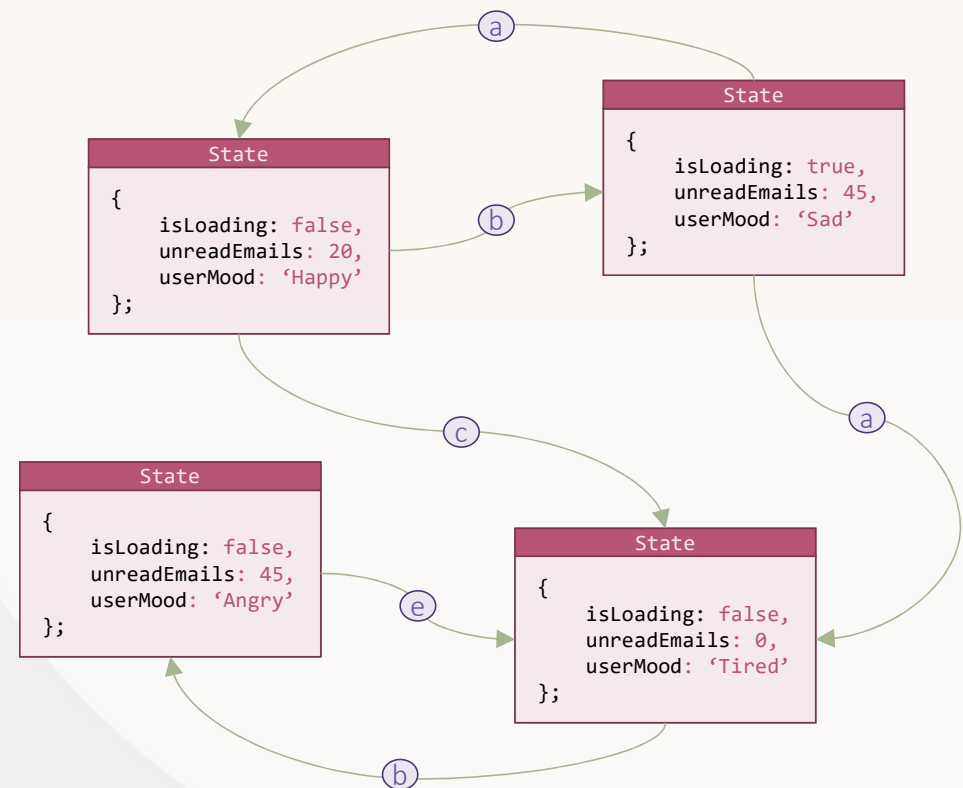 a
State
{
isLoading: true,
unreadEmails: 45,
userMood: ‘Sad’
};
State
{
isLoading: false,
unreadEmails: 20,
userMood: ‘Happy’
};
b
a
c
State
{
isLoading: false,
unreadEmails: 45,
userMood: ‘Angry’
};
e
State
{
isLoading: false,
unreadEmails: 0,
userMood: ‘Tired’
};
b